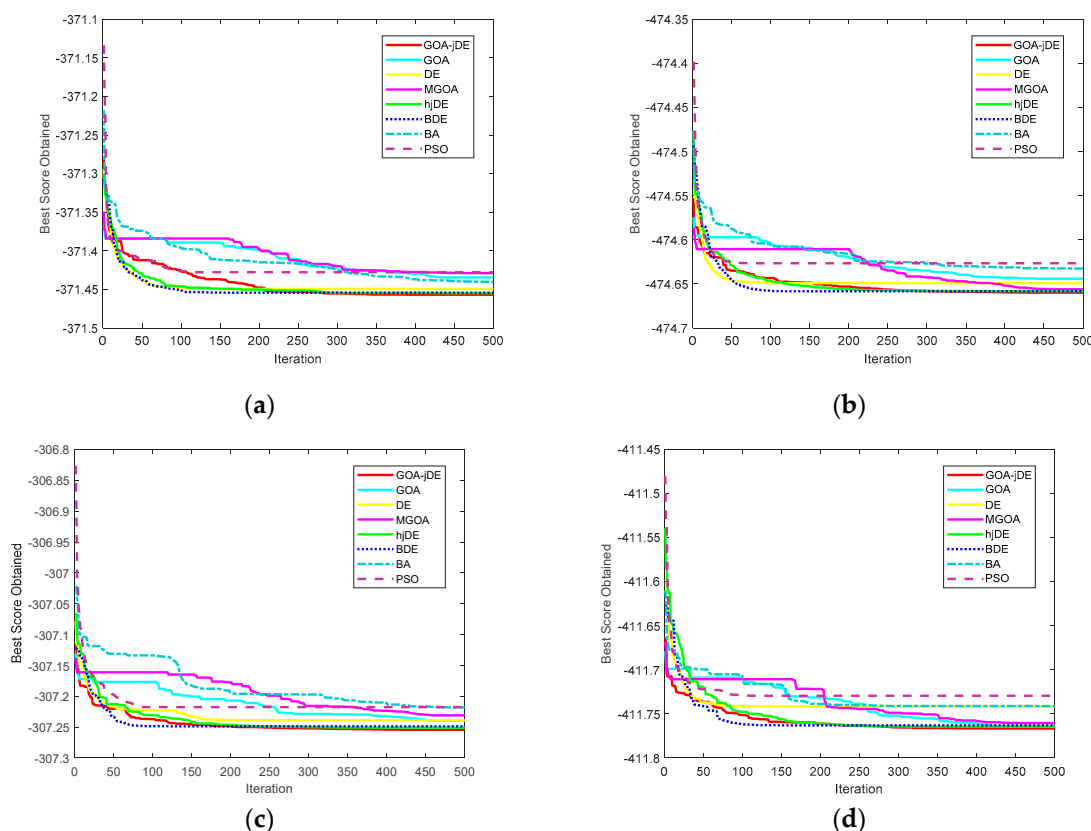 -371.1
-371.15
-371.2
-371.25
-371.3
-371.35
-371.4
-371.45
-371.5
Best Score Obtained
0 50 100 150 200 250 300 350 400 450 500
Iteration
GOA-jDE
GOA
DE
MGOA
hjDE
BDE
BA
PSO
(a)
-474.35
-474.4
-474.45
-474.5
-474.55
-474.6
-474.65
-474.7
Best Score Obtained
0 50 100 150 200 250 300 350 400 450 500
Iteration
GOA-jDE
GOA
DE
MGOA
hjDE
BDE
BA
PSO
(b)
-306.8
-306.85
-306.9
-306.95
-307
-307.05
-307.1
-307.15
-307.2
-307.25
-307.3
Best Score Obtained
0 50 100 150 200 250 300 350 400 450 500
Iteration
GOA-jDE
GOA
DE
MGOA
hjDE
BDE
BA
PSO
(c)
-411.45
-411.5
-411.55
-411.6
-411.65
-411.7
-411.75
-411.8
Best Score Obtained
0 50 100 150 200 250 300 350 400 450 500
Iteration
GOA-jDE
GOA
DE
MGOA
hjDE
BDE
BA
PSO
(d)